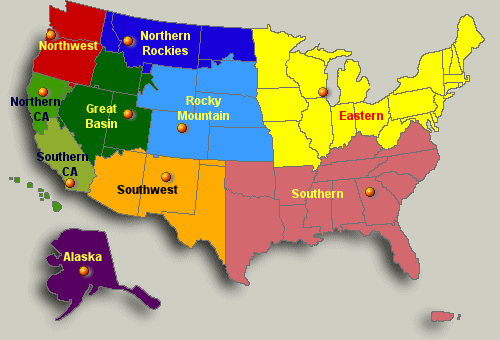 Northern
Rockies
Northwest
Northern
CA
Great
Basin
Rocky
Mountain
Eastern
Southern
CA
Southwest
Southern
Alaska